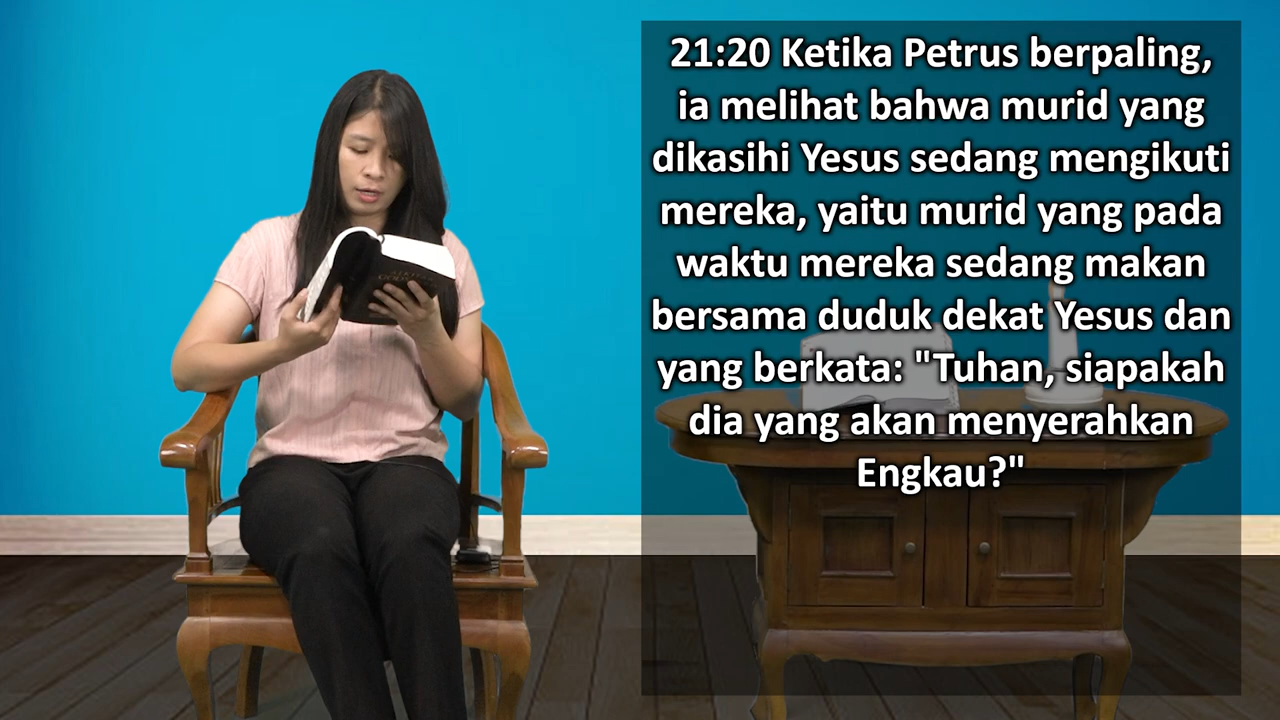 21:20 Ketika Petrus berpaling,
ia melihat bahwa murid yang
dikasihi Yesus sedang mengikuti
mereka, yaitu murid yang pada
waktu mereka sedang makan
bersama duduk dekat Yesus dan
yang berkata: "Tuhan, siapakah
dia yang akan menyerahkan
Engkau?"